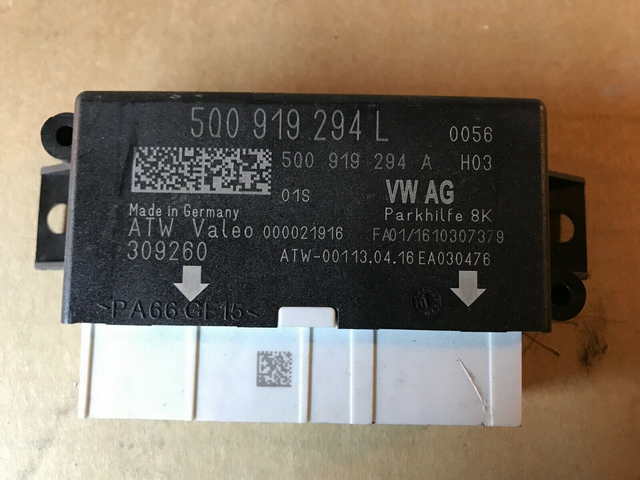 5Q0 919 294 L
0056
5Q0 919 294 A H03
01S VW AG
Made in Germany Parkhilfe 8K
ATW Valeo 000021916 FA01/1610307379
309260 ATW-00113.04.16 EA030476
>PA66 GF15<